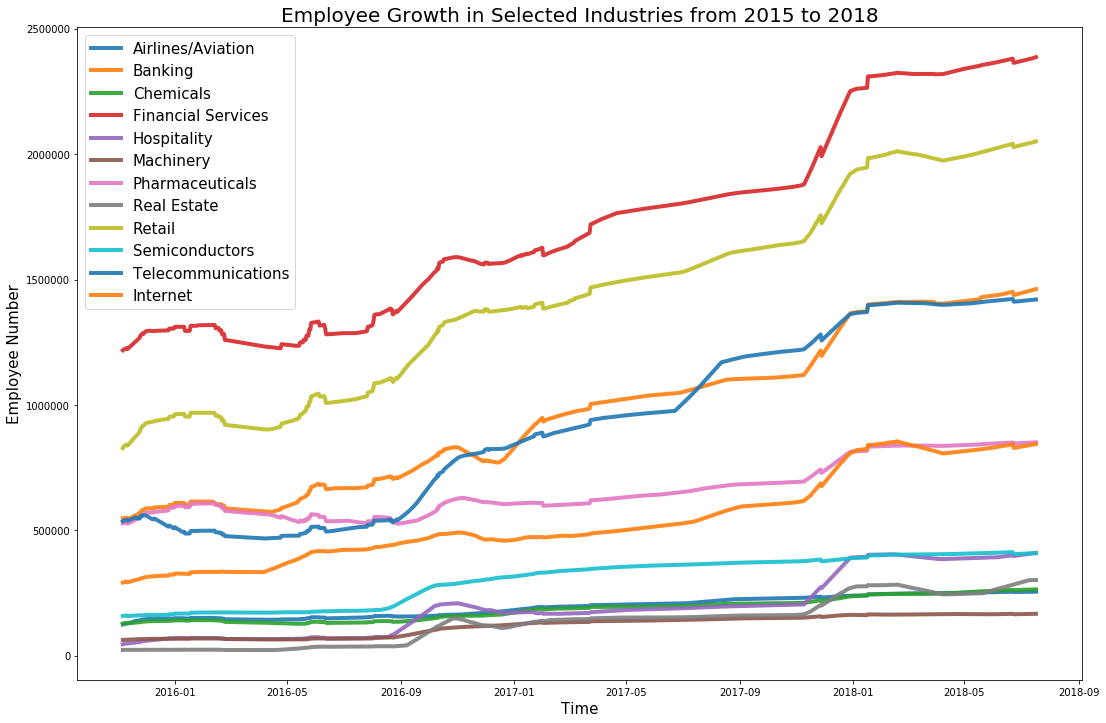 Employee Growth in Selected Industries from 2015 to 2018
2500000
2000000
1500000
1000000
500000
0
Employee Number
Airlines/Aviation
Banking
Chemicals
Financial Services
Hospitality
Machinery
Pharmaceuticals
Real Estate
Retail
Semiconductors
Telecommunications
Internet
2016-01 2016-05 2016-09 2017-01 2017-05 2017-09 2018-01 2018-05 2018-09
Time